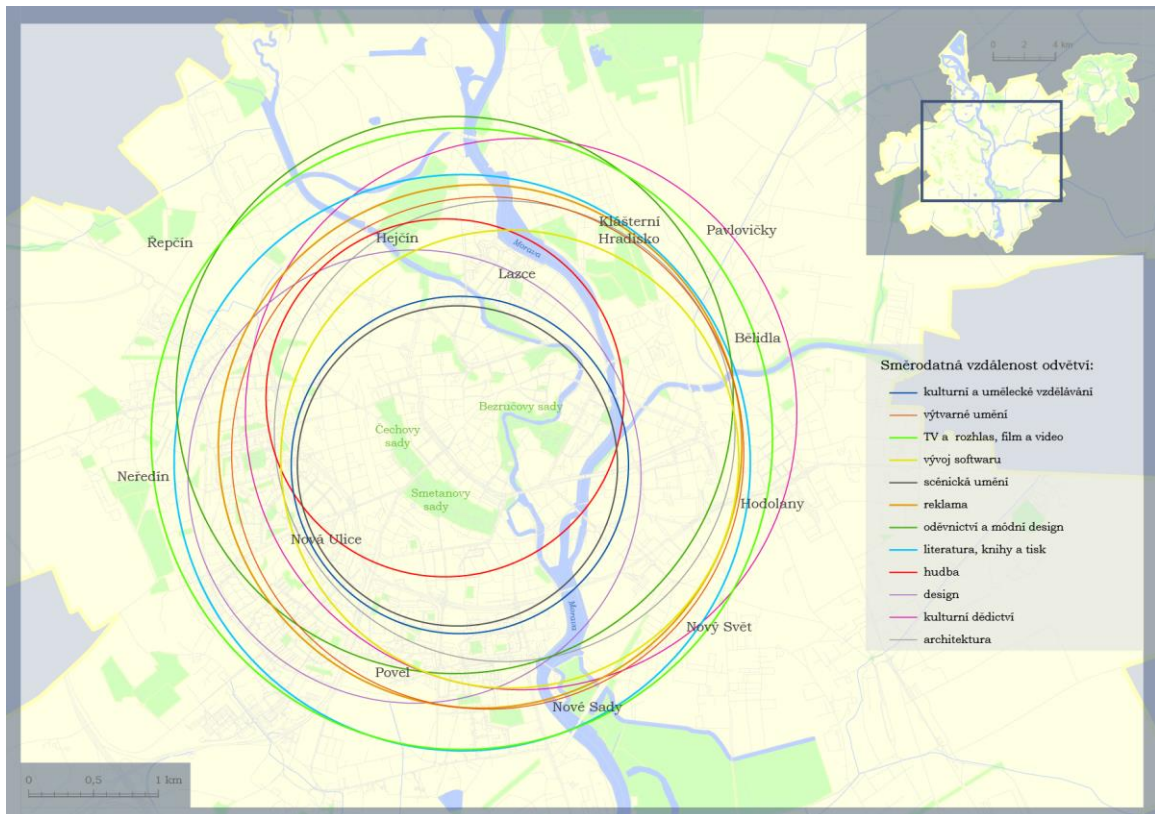 0 2 4 km
Řepčín
Hejčín
Klášterní
Hradisko
Pavlovičky
Morava
Lazce
Bělidla
Bezručovy sady
Čechovy
sady
Neředín
Smetanovy
sady
Hodolany
Nová Ulice
Morava
Nový Svět
Povel
Nové Sady
Směrodatná vzdálenost odvětví:
kulturní a umělecké vzdělávání
výtvarné umění
TV a rozhlas, film a video
vývoj softwaru
scénická umění
reklama
oděvnictví a módní design
literatura, knihy a tisk
hudba
design
kulturní dědictví
architektura
0 0,5 1 km